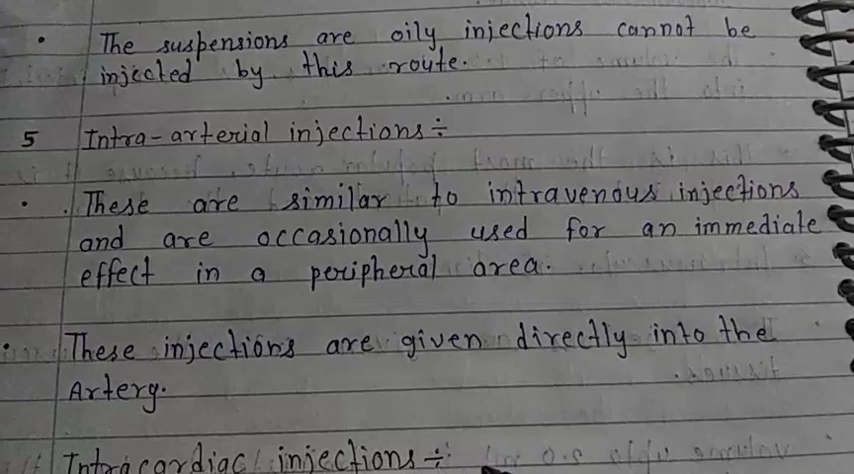 • The suspensions are oily injections cannot be
injected by this route.
5 Intra-arterial injections ÷
• These are similar to intravenous injections
and are occasionally used for an immediate
effect in a peripheral area.
• These injections are given directly into the
Artery.
Intracardiac injections ÷